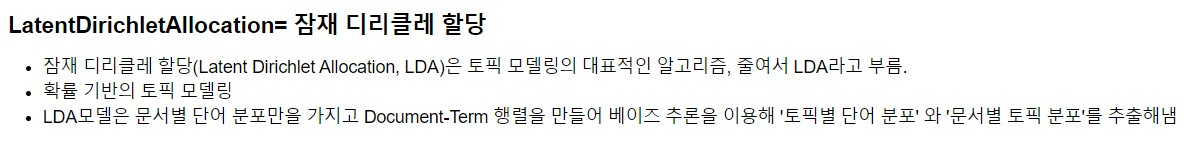 LatentDirichletAllocation= 잠재 디리클레 할당
• 잠재 디리클레 할당(Latent Dirichlet Allocation, LDA)은 토픽 모델링의 대표적인 알고리즘, 줄여서 LDA라고 부름.
• 확률 기반의 토픽 모델링
• LDA모델은 문서별 단어 분포만을 가지고 Document-Term 행렬을 만들어 베이즈 추론을 이용해 '토픽별 단어 분포' 와 '문서별 토픽 분포'를 추출해냄